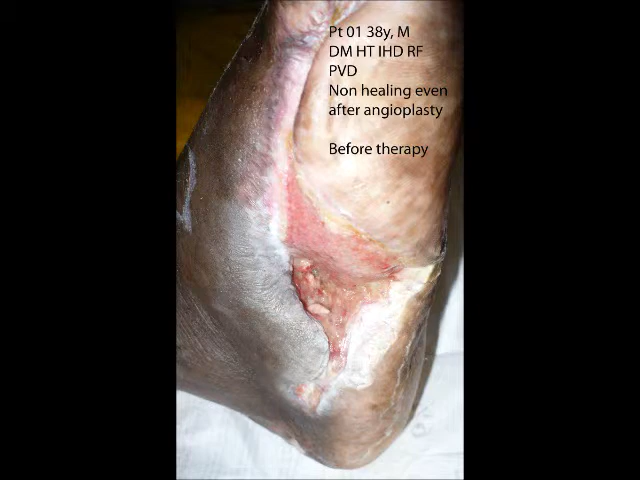 Pt 01 38y, M
DM HT IHD RF
PVD
Non healing even
after angioplasty
Before therapy